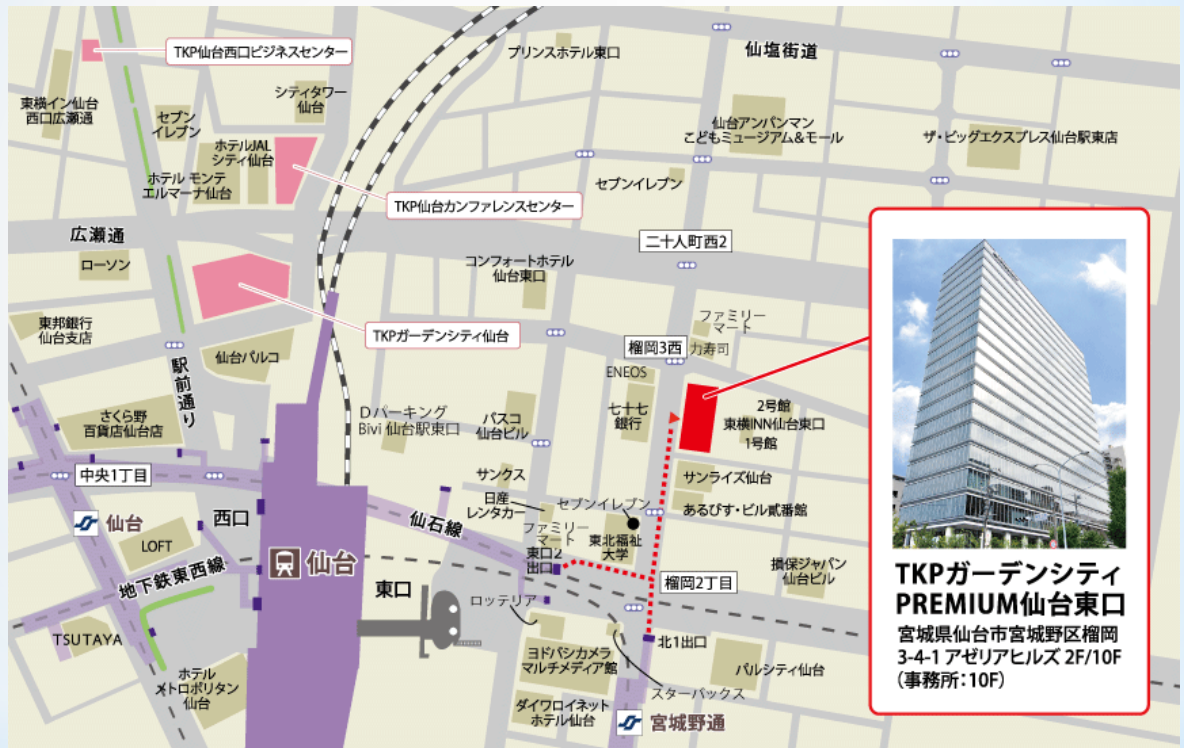 TKP仙台西口ビジネスセンター
プリンスホテル東口
仙塩街道
東横イン仙台
西口広瀬通
セブン
イレブン
シティタワー
仙台
ホテルJAL
シティ仙台
ホテル モンテ
エルマーナ仙台
仙台アンパンマン
こどもミュージアム&モール
ザ・ビッグエクスプレス仙台駅東店
セブンイレブン
TKP仙台カンファレンスセンター
広瀬通
ローソン
二十人町西2
コンフォートホテル
仙台東口
東邦銀行
仙台支店
TKPガーデンシティ仙台
仙台パルコ
駅前通り
ファミリー
マート
榴岡3西
力寿司
ENEOS
七十七
銀行
2号館
東横INN仙台東口
1号館
さくら野
百貨店仙台店
Dパーキング
Bivi 仙台駅東口
パスコ
仙台ビル
中央1丁目
サンクス
サンライズ仙台
あるびす・ビル貳番館
日産
レンタカー
セブンイレブン
ファミリー
マート
東北福祉
大学
仙石線
仙台
西口
LOFT
地下鉄東西線
仙台
東口
東口2
出口
榴岡2丁目
損保ジャパン
仙台ビル
ロッテリア
北1出口
TSUTAYA
ホテル
メトロポリタン
仙台
ヨドバシカメラ
マルチメディア館
スターバックス
パルシティ仙台
ダイワロイネット
ホテル仙台
宮城野通
TKPガーデンシティ
PREMIUM仙台東口
宮城県仙台市宮城野区榴岡
3-4-1 アゼリアヒルズ 2F/10F
(事務所:10F)